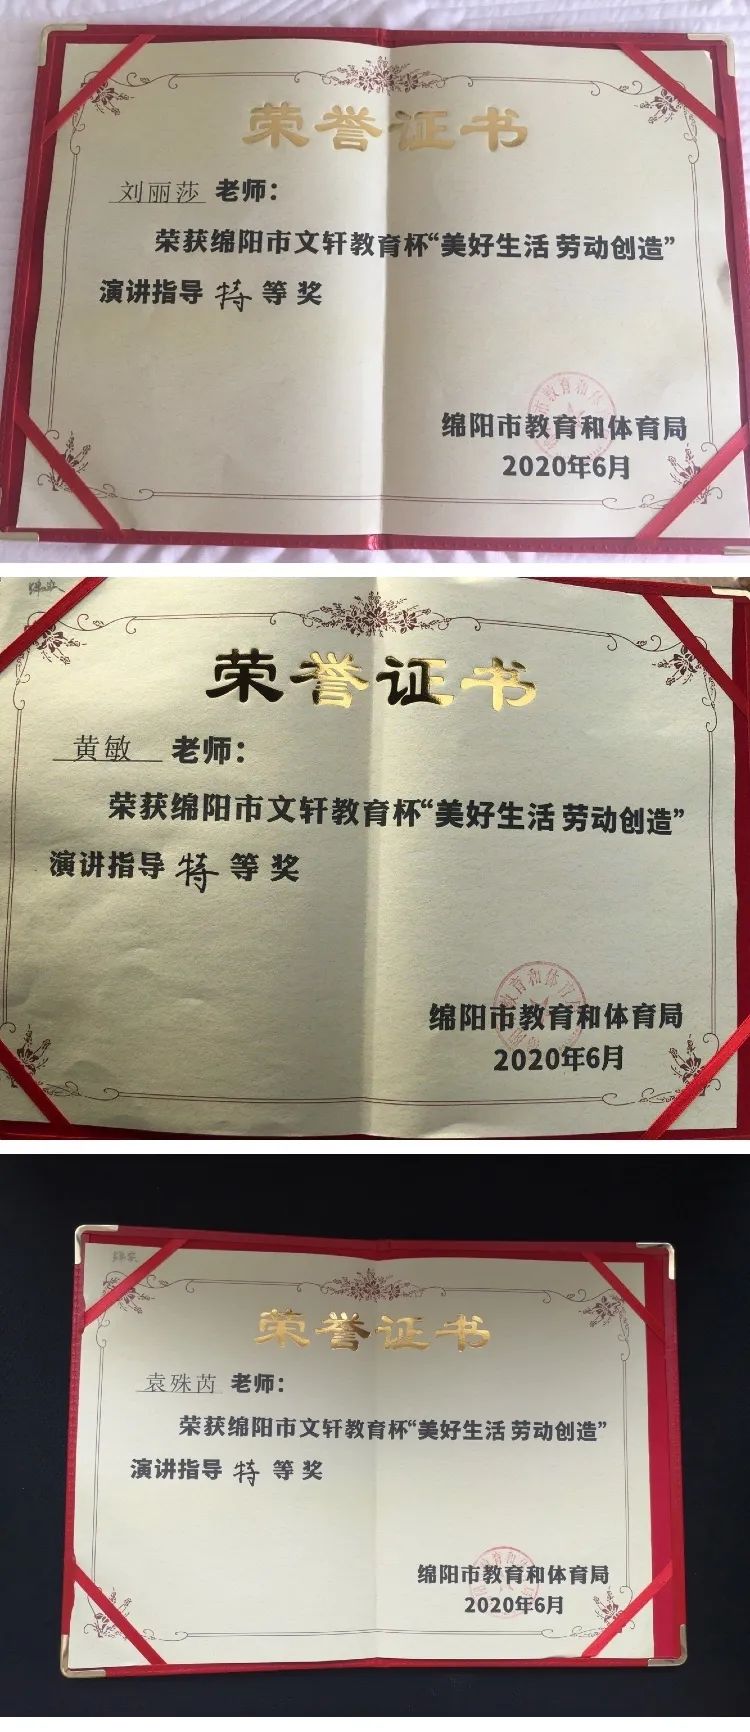 荣誉证书
刘丽莎 老师：
荣获绵阳市文轩教育杯“美好生活 劳动创造”
演讲指导 特 等 奖
绵阳市教育和体育局
2020年6月
荣誉证书
黄敏 老师：
荣获绵阳市文轩教育杯“美好生活 劳动创造”
演讲指导 特 等 奖
绵阳市教育和体育局
2020年6月
荣誉证书
袁殊芮 老师：
荣获绵阳市文轩教育杯“美好生活 劳动创造”
演讲指导 特 等 奖
绵阳市教育和体育局
2020年6月